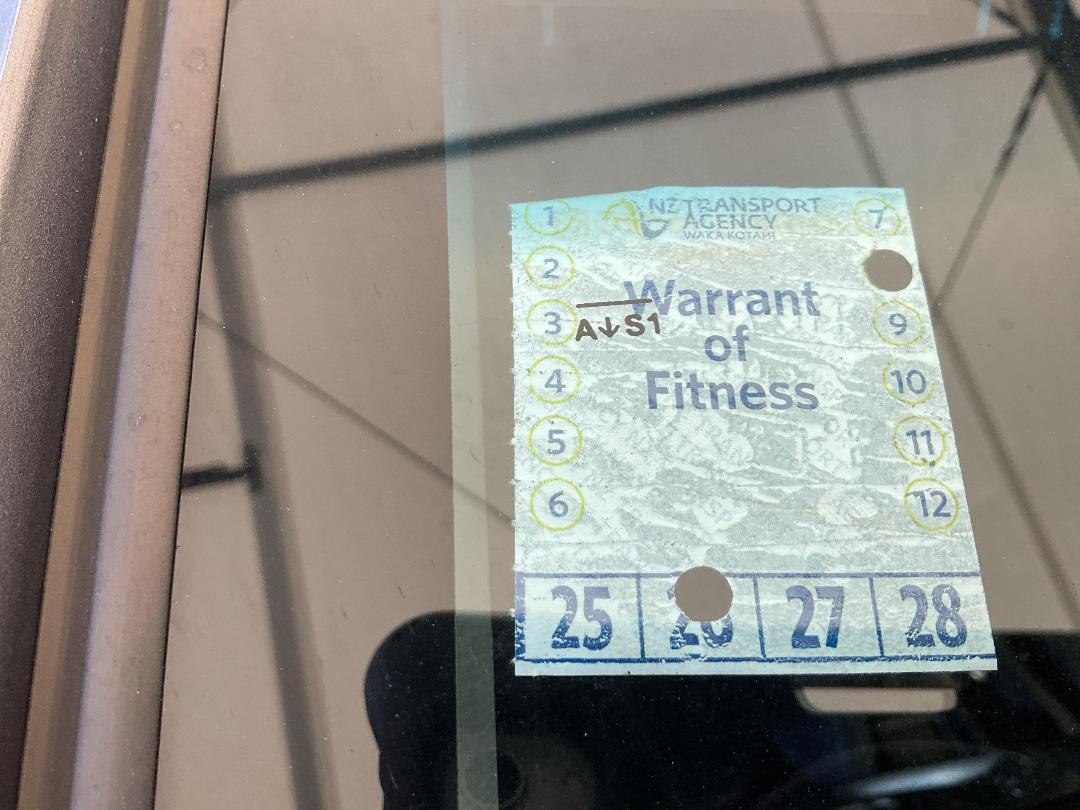 NZ TRANSPORT
AGENCY
WAKA KOTAHI
Warrant
of
Fitness
1
2
3
4
5
6
7
9
10
11
12
A↓S1
25 26 27 28